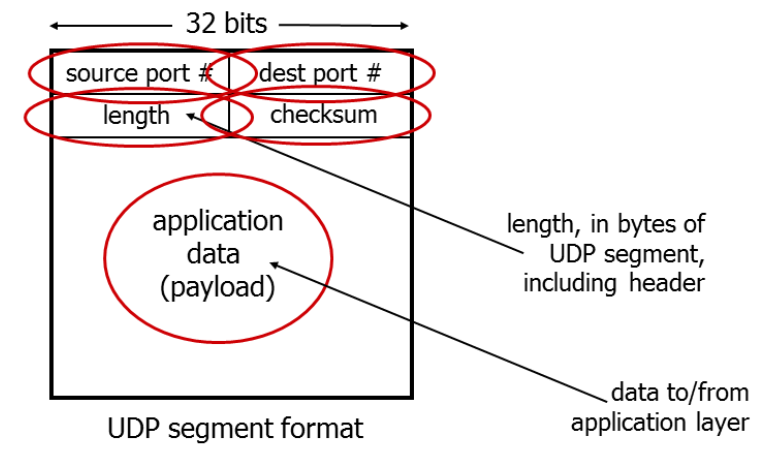 32 bits
source port #
dest port #
length
checksum
application
data
(payload)
length, in bytes of
UDP segment,
including header
data to/from
application layer
UDP segment format